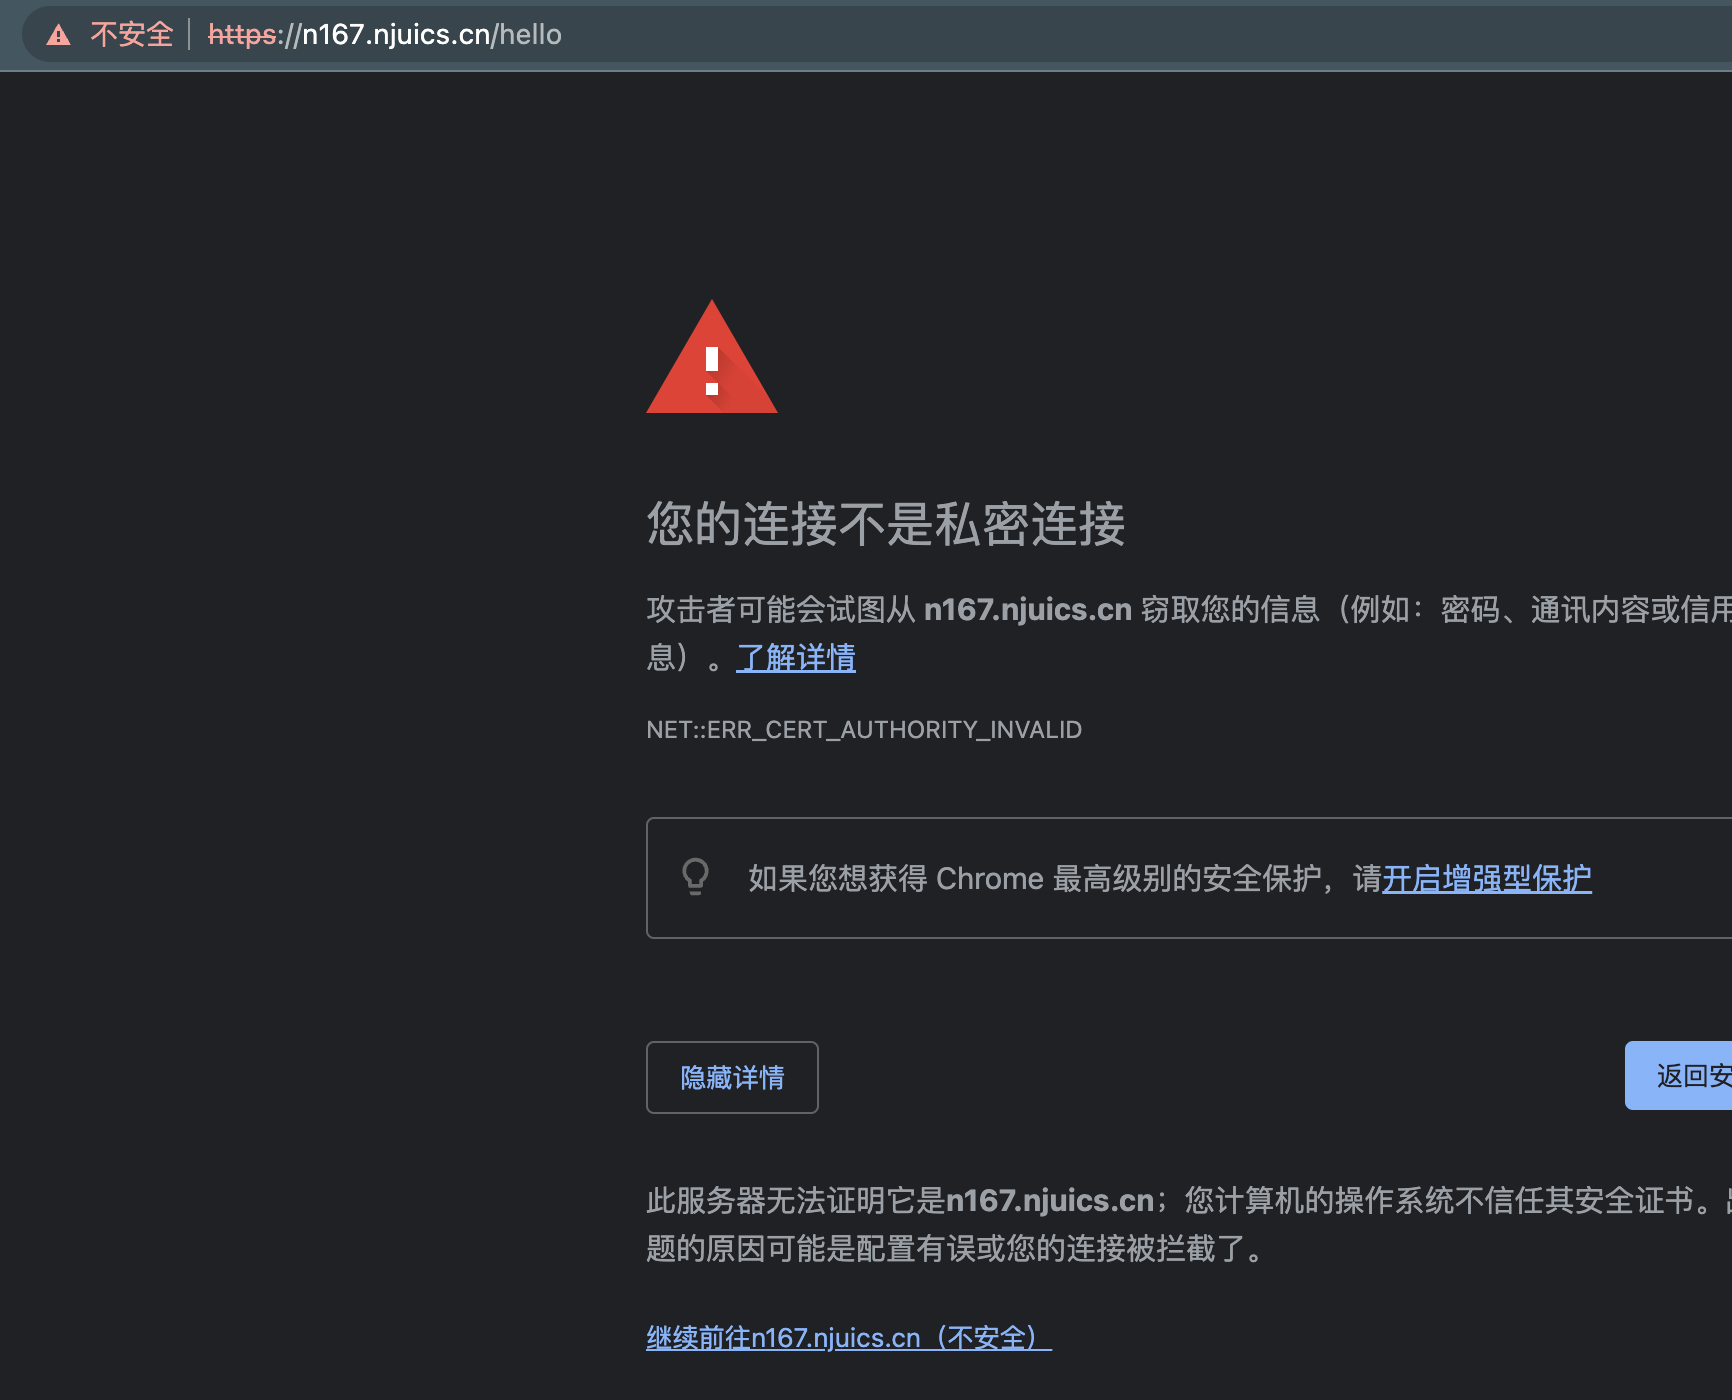 不安全 | https://n167.njuics.cn/hello
您的连接不是私密连接
攻击者可能会试图从 n167.njuics.cn 窃取您的信息（例如：密码、通讯内容或信用
息）。了解详情
NET::ERR_CERT_AUTHORITY_INVALID
如果您想获得 Chrome 最高级别的安全保护，请开启增强型保护
隐藏详情
返回安
此服务器无法证明它是n167.njuics.cn；您计算机的操作系统不信任其安全证书。
题的原因可能是配置有误或您的连接被拦截了。
继续前往n167.njuics.cn（不安全）